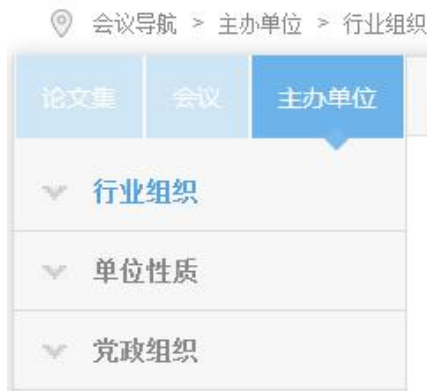 会议导航 > 主办单位 > 行业组织
论文集 会议 主办单位
行业组织
单位性质
党政组织